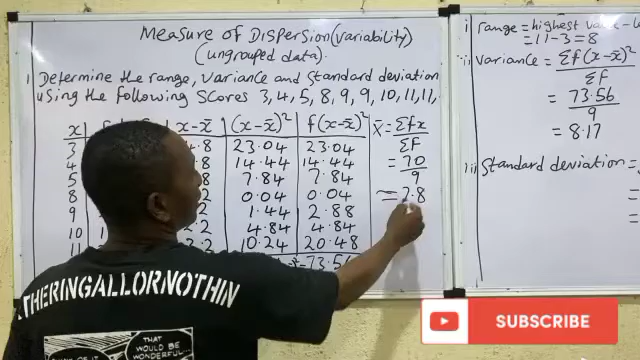 Measure of Dispersion(variability)
(ungrouped data).
1 Determine the range, variance and standard deviation
using the following scores 3, 4, 5, 8, 9, 9, 10, 11, 11,
x f x-x̄ (x-x̄)² f(x-x̄)²
3 4.8 23.04 23.04
4 14.44 14.44
5 7.84 7.84
8 0.04 0.04
9 1.44 2.88
10 4.84 4.84
11 10.24 20.48
=73.56
x̄ = Σfx
Σf
= 70
9
≈ 7.8
i range = highest value -
= 11-3=8
ii variance = Σf(x-x̄)²
Σf
= 73.56
9
= 8.17
iii Standard deviation =
=
=
THERINGALLORNOTHIN
THAT
WOULD BE
WONDERFUL
THINK OF IT
SUBSCRIBE